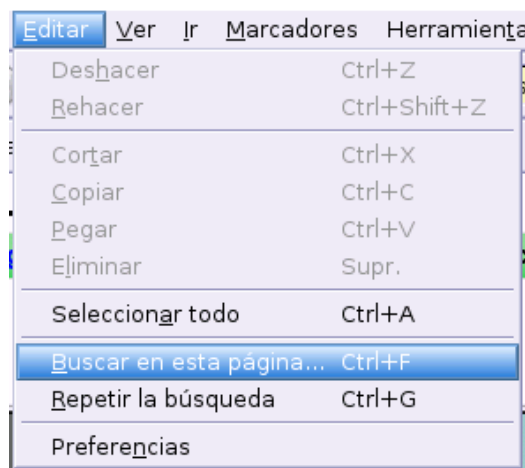 Editar Ver Ir Marcadores Herramienta
Deshacer Ctrl+Z
Rehacer Ctrl+Shift+Z
Cortar Ctrl+X
Copiar Ctrl+C
Pegar Ctrl+V
Eliminar Supr.
Seleccionar todo Ctrl+A
Buscar en esta página... Ctrl+F
Repetir la búsqueda Ctrl+G
Preferencias